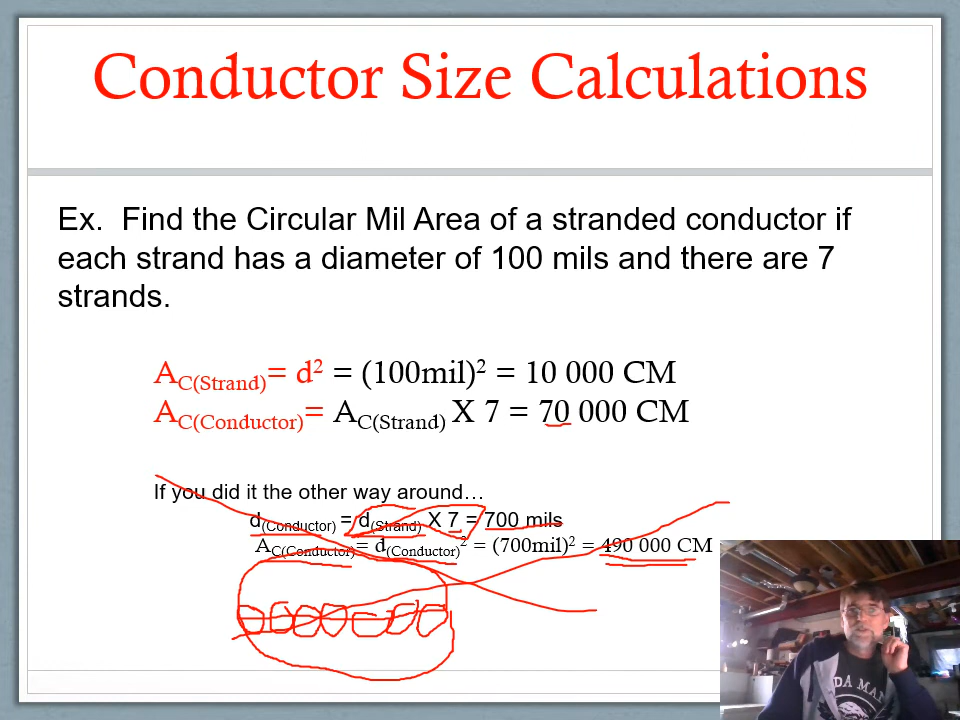 Conductor Size Calculations
Ex. Find the Circular Mil Area of a stranded conductor if
each strand has a diameter of 100 mils and there are 7
strands.
A_C(Strand)= d² = (100mil)² = 10 000 CM
A_C(Conductor)= A_C(Strand) X 7 = 70 000 CM
If you did it the other way around…
d_(Conductor) = d_(Strand) X 7 = 700 mils
A_C(Conductor)= d_(Conductor)² = (700mil)² = 490 000 CM